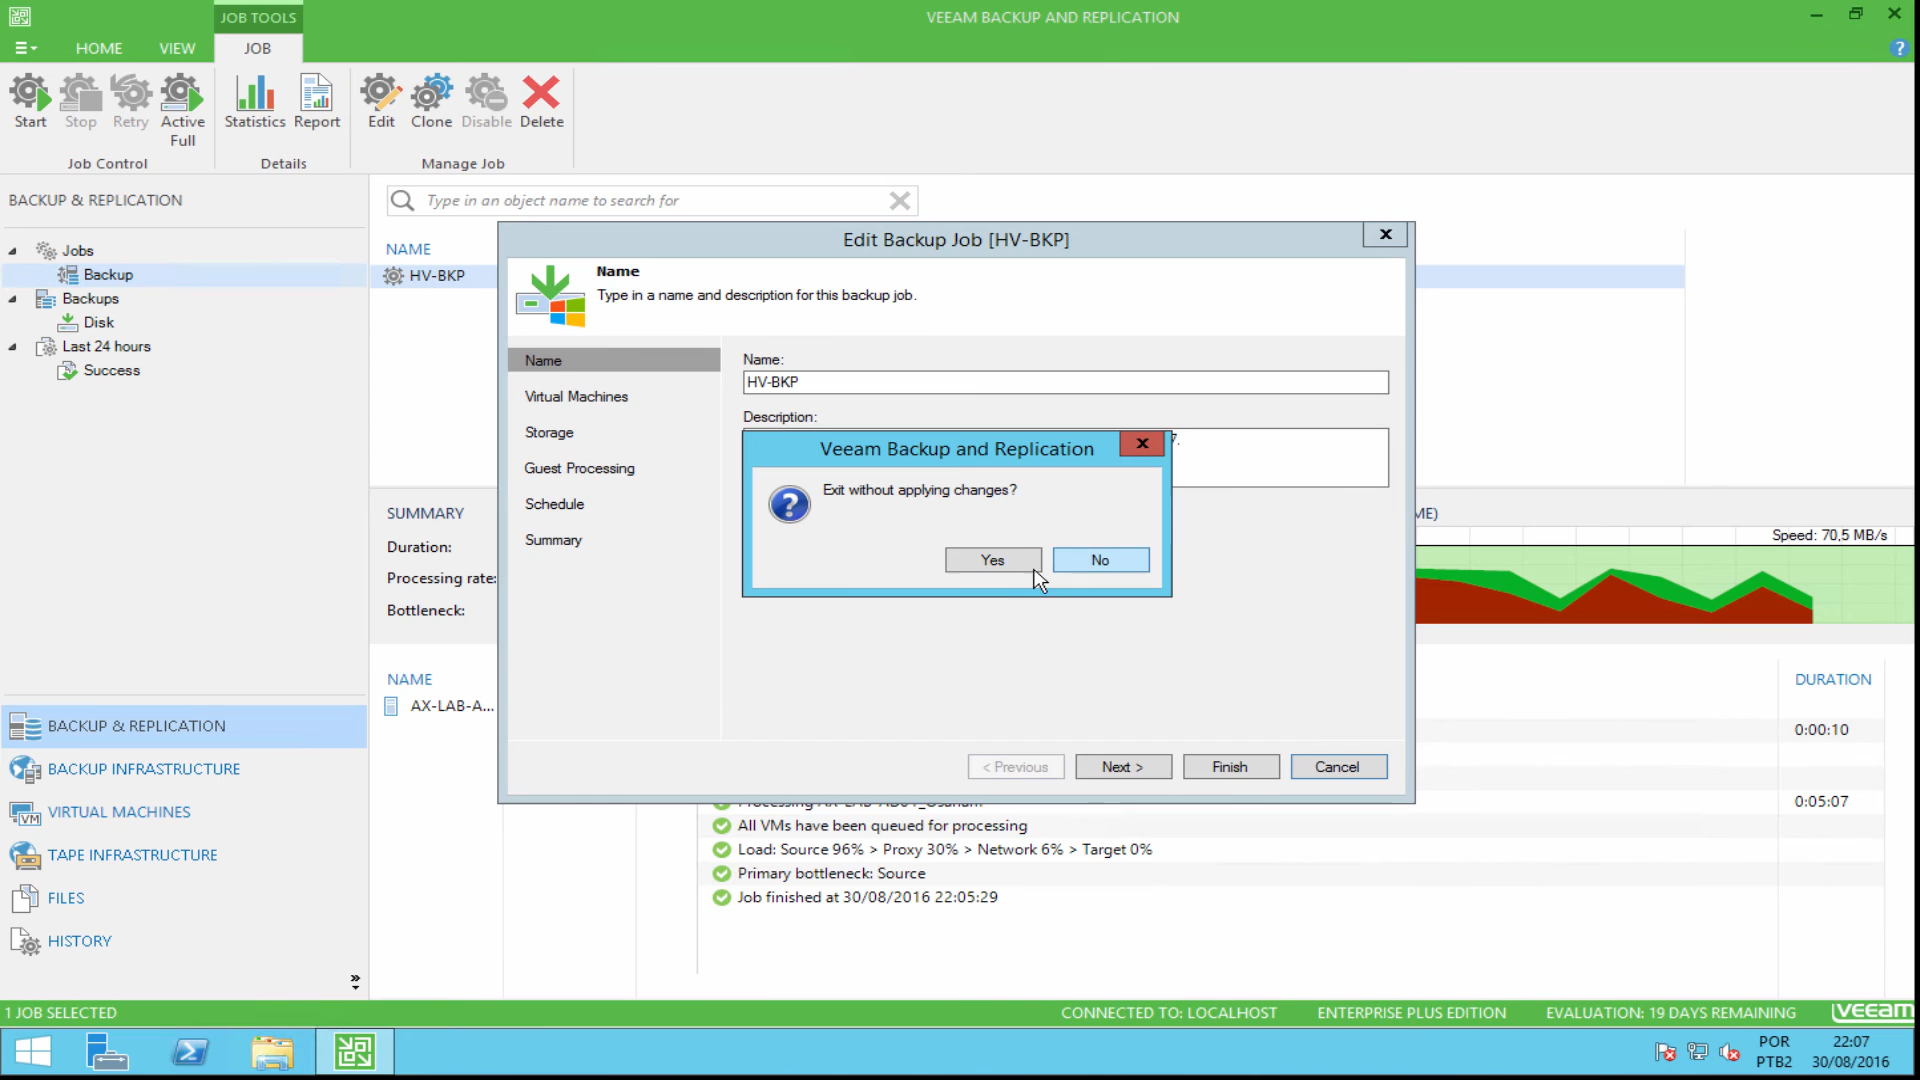 JOB TOOLS
VEEAM BACKUP AND REPLICATION
HOME
VIEW
JOB
?
Start
Stop
Retry
Active
Full
Statistics
Report
Edit
Clone
Disable
Delete
Job Control
Details
Manage Job
BACKUP & REPLICATION
Type in an object name to search for
Jobs
Backup
Backups
Disk
Last 24 hours
Success
NAME
HV-BKP
Edit Backup Job [HV-BKP]
X
Name
Type in a name and description for this backup job.
Name
Virtual Machines
Storage
Guest Processing
Schedule
Summary
Name:
HV-BKP
Description:
7.
Veeam Backup and Replication
X
?
Exit without applying changes?
Yes
No
< Previous
Next >
Finish
Cancel
SUMMARY
Duration:
Processing rate:
Bottleneck:
ME)
Speed: 70,5 MB/s
NAME
AX-LAB-A...
DURATION
0:00:10
0:05:07
All VMs have been queued for processing
Load: Source 96% > Proxy 30% > Network 6% > Target 0%
Primary bottleneck: Source
Job finished at 30/08/2016 22:05:29
BACKUP & REPLICATION
BACKUP INFRASTRUCTURE
VM
VIRTUAL MACHINES
TAPE INFRASTRUCTURE
FILES
HISTORY
1 JOB SELECTED
CONNECTED TO: LOCALHOST
ENTERPRISE PLUS EDITION
EVALUATION: 19 DAYS REMAINING
veeam
POR
PTB2
22:07
30/08/2016